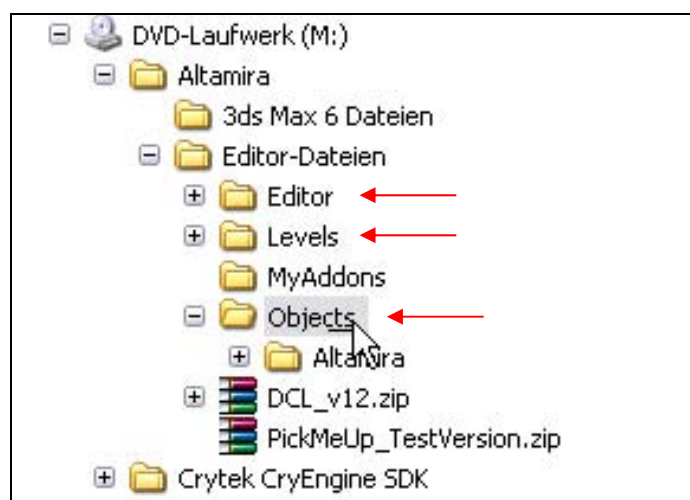 DVD-Laufwerk (M:)
Altamira
3ds Max 6 Dateien
Editor-Dateien
Editor
Levels
MyAddons
Objects
Altamira
DCL_v12.zip
PickMeUp_TestVersion.zip
Crytek CryEngine SDK